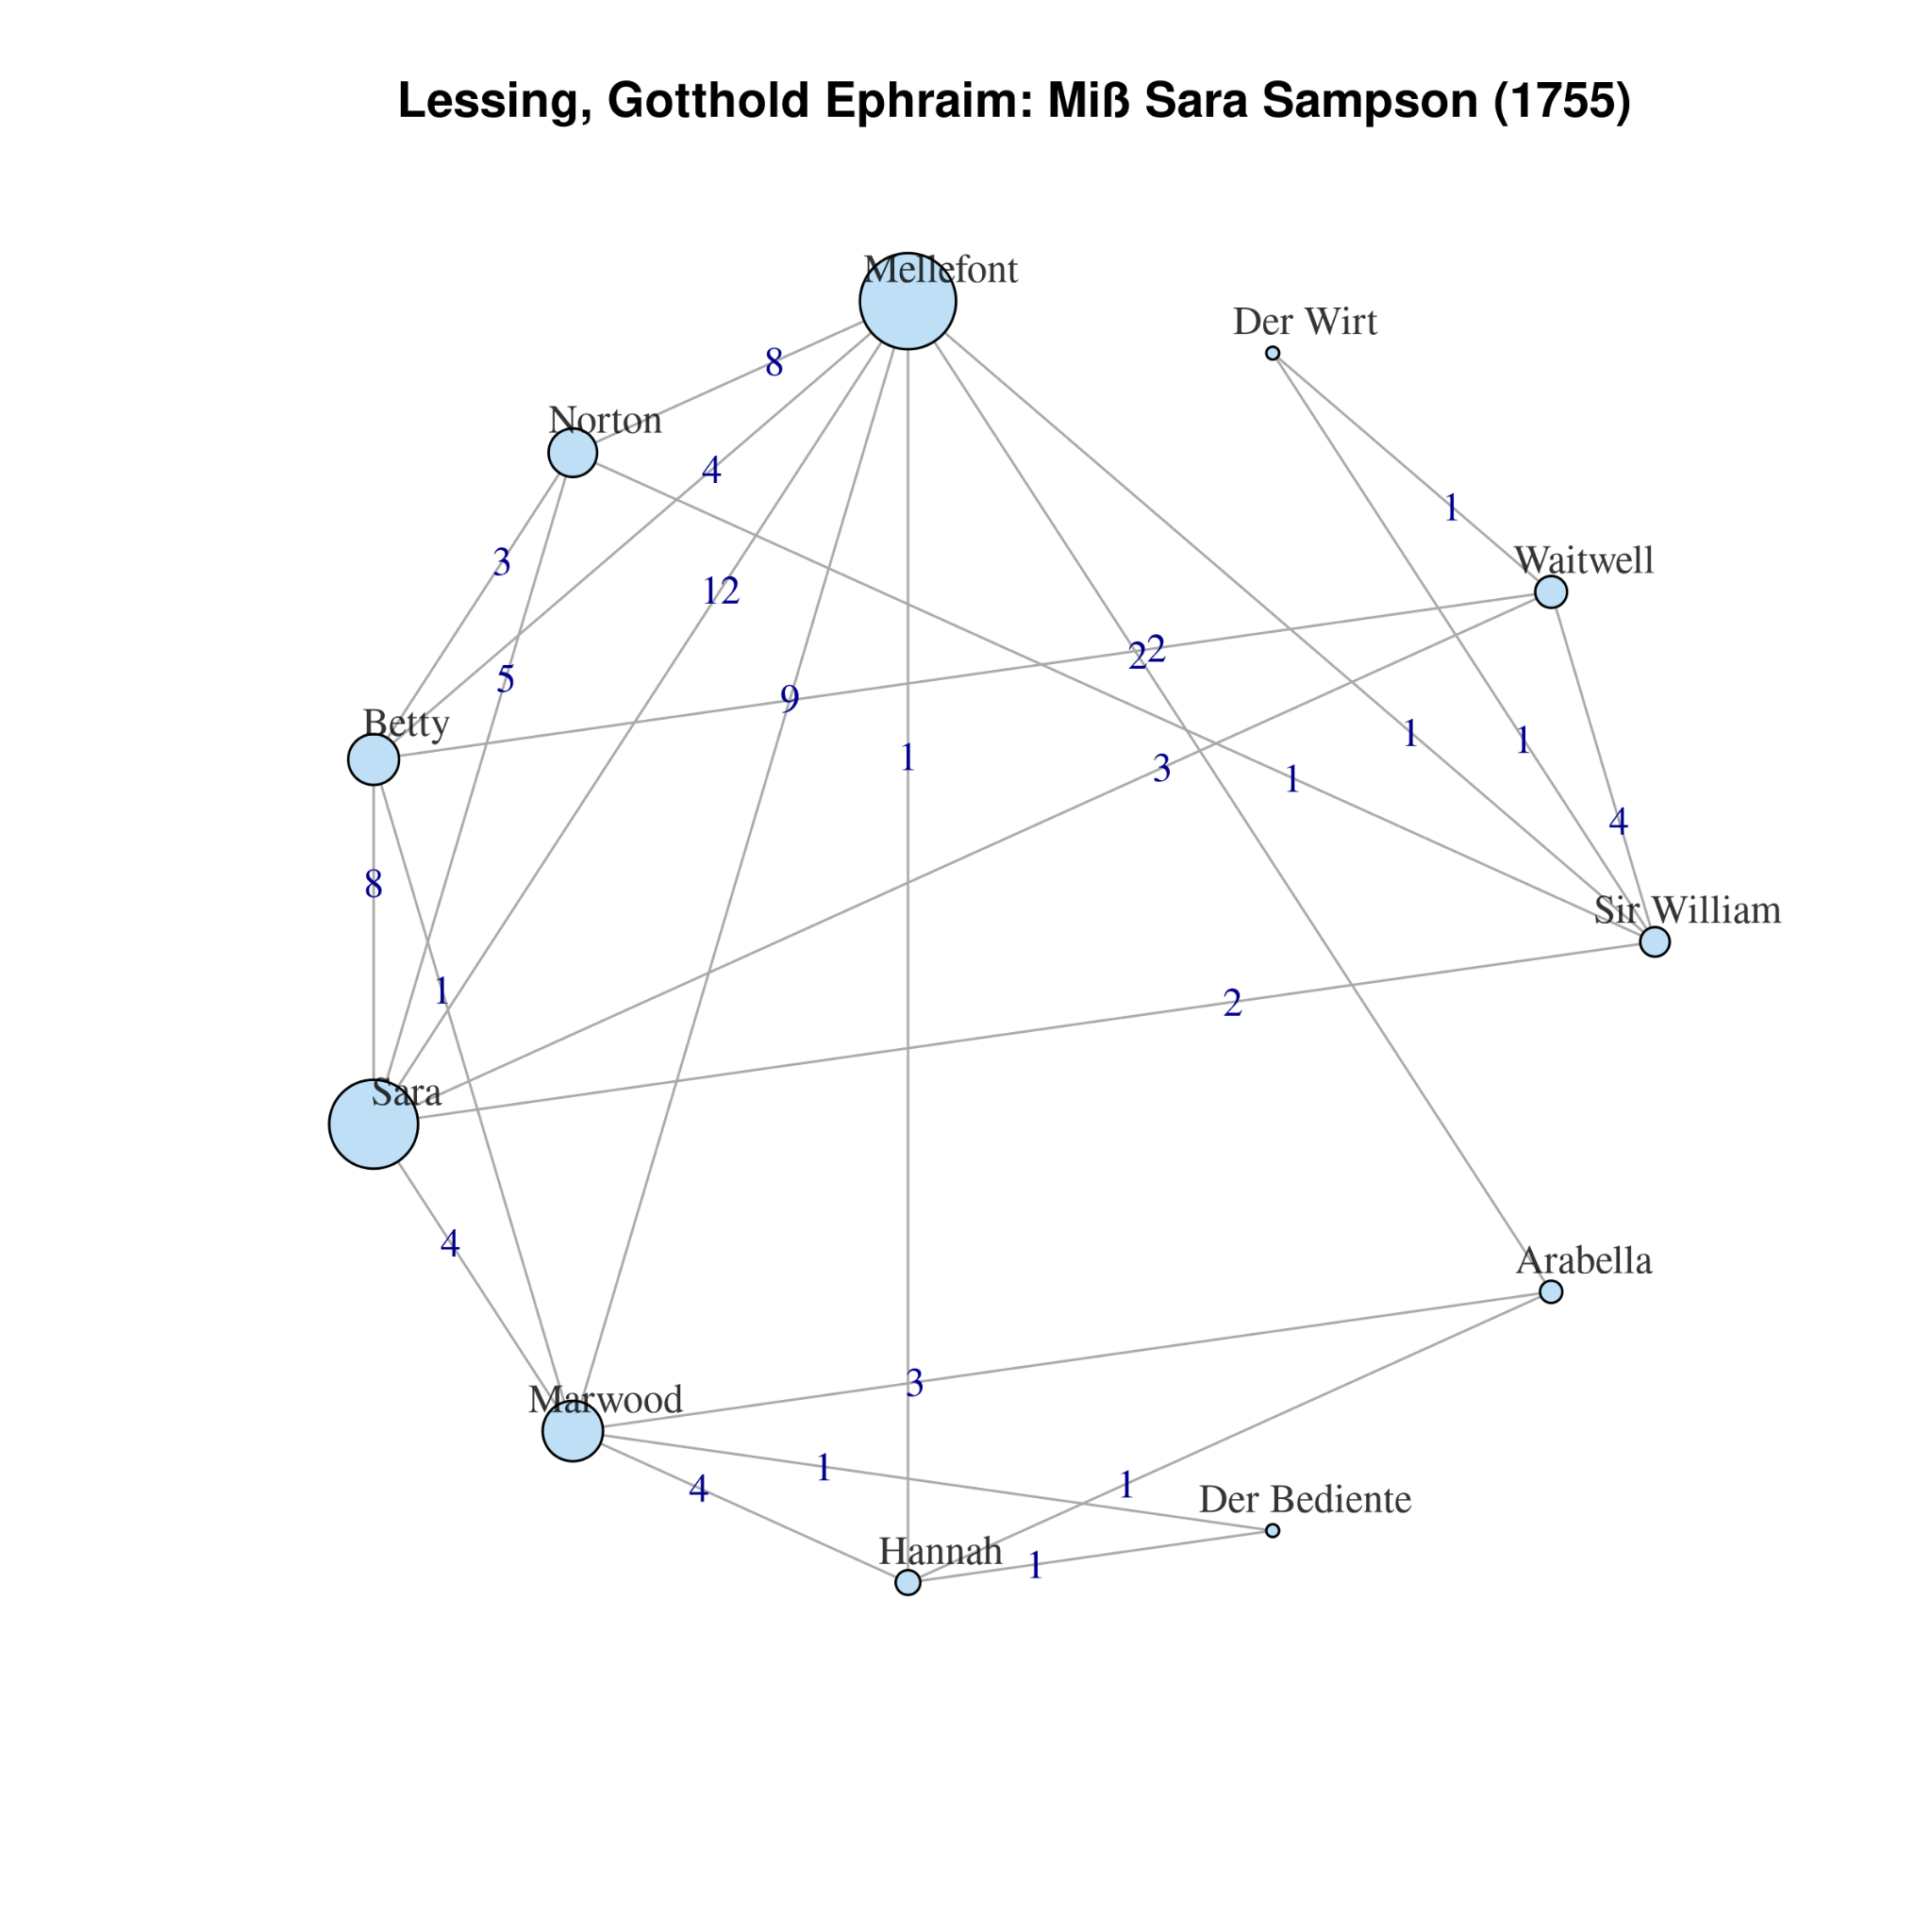 Lessing, Gotthold Ephraim: Miß Sara Sampson (1755)
Mellefont
Der Wirt
8
Norton
4
1
3
Waitwell
12
2
2
5
9
Betty
1
1
1
3
1
4
8
Sir William
1
2
Sara
4
Arabella
3
Marwood
1
4
1
Der Bediente
Hannah
1